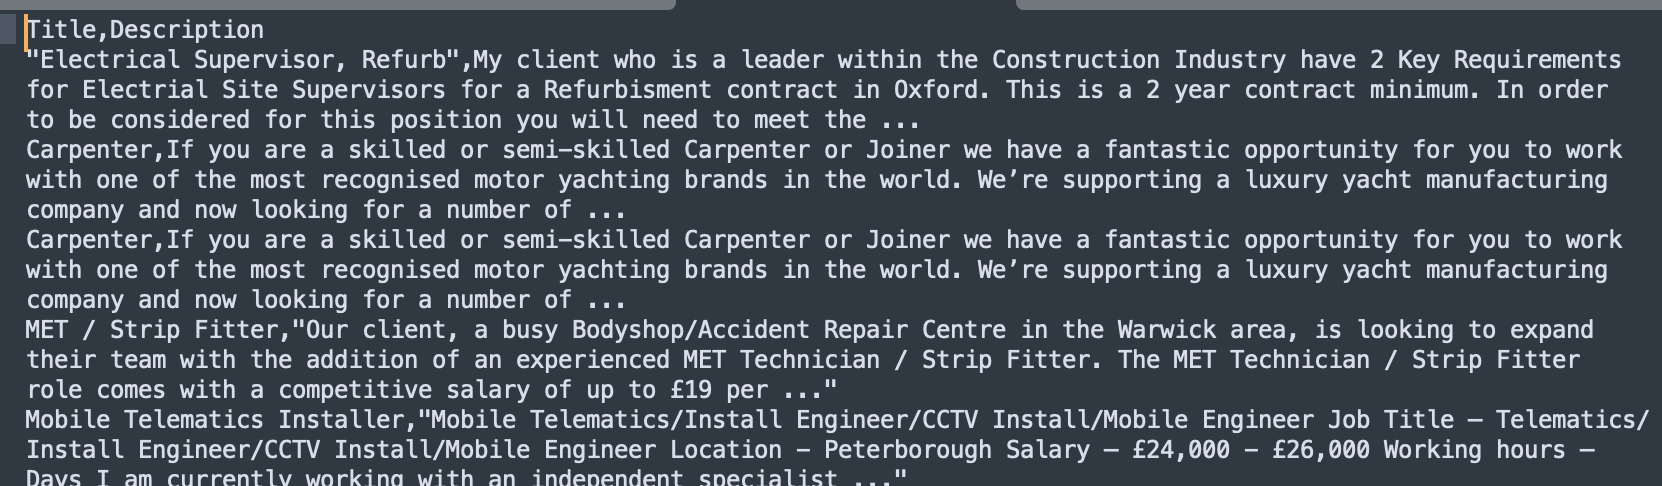 Title,Description
"Electrical Supervisor, Refurb",My client who is a leader within the Construction Industry have 2 Key Requirements
for Electrial Site Supervisors for a Refurbisment contract in Oxford. This is a 2 year contract minimum. In order
to be considered for this position you will need to meet the ...
Carpenter,If you are a skilled or semi–skilled Carpenter or Joiner we have a fantastic opportunity for you to work
with one of the most recognised motor yachting brands in the world. We’re supporting a luxury yacht manufacturing
company and now looking for a number of ...
Carpenter,If you are a skilled or semi–skilled Carpenter or Joiner we have a fantastic opportunity for you to work
with one of the most recognised motor yachting brands in the world. We’re supporting a luxury yacht manufacturing
company and now looking for a number of ...
MET / Strip Fitter,"Our client, a busy Bodyshop/Accident Repair Centre in the Warwick area, is looking to expand
their team with the addition of an experienced MET Technician / Strip Fitter. The MET Technician / Strip Fitter
role comes with a competitive salary of up to £19 per ..."
Mobile Telematics Installer,"Mobile Telematics/Install Engineer/CCTV Install/Mobile Engineer Job Title – Telematics/
Install Engineer/CCTV Install/Mobile Engineer Location – Peterborough Salary – £24,000 – £26,000 Working hours –
Days I am currently working with an independent specialist ..."